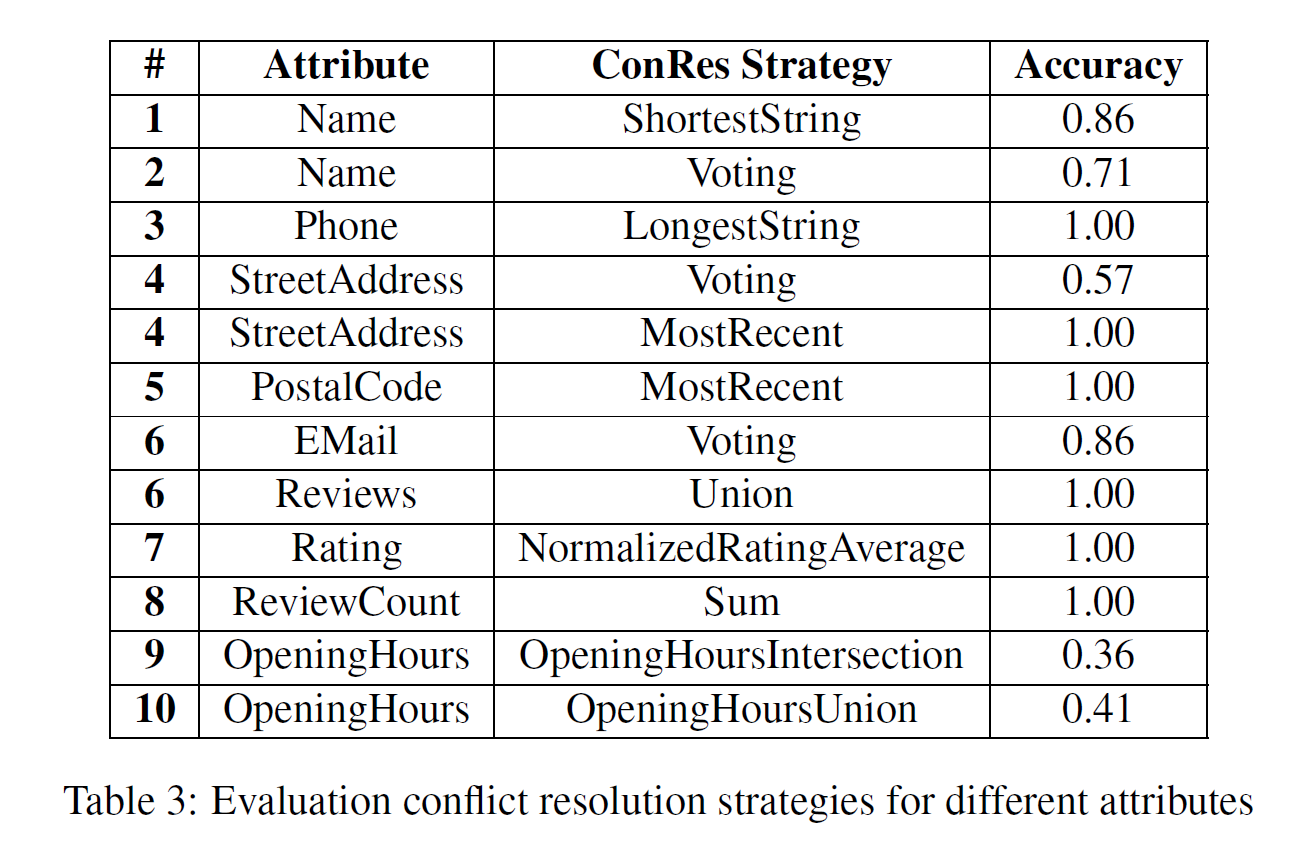 # Attribute ConRes Strategy Accuracy
1 Name ShortestString 0.86
2 Name Voting 0.71
3 Phone LongestString 1.00
4 StreetAddress Voting 0.57
4 StreetAddress MostRecent 1.00
5 PostalCode MostRecent 1.00
6 EMail Voting 0.86
6 Reviews Union 1.00
7 Rating NormalizedRatingAverage 1.00
8 ReviewCount Sum 1.00
9 OpeningHours OpeningHoursIntersection 0.36
10 OpeningHours OpeningHoursUnion 0.41
Table 3: Evaluation conflict resolution strategies for different attributes